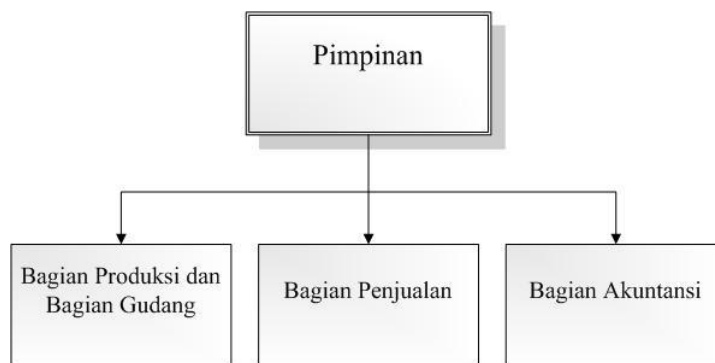 Pimpinan
Bagian Produksi dan
Bagian Gudang
Bagian Penjualan
Bagian Akuntansi